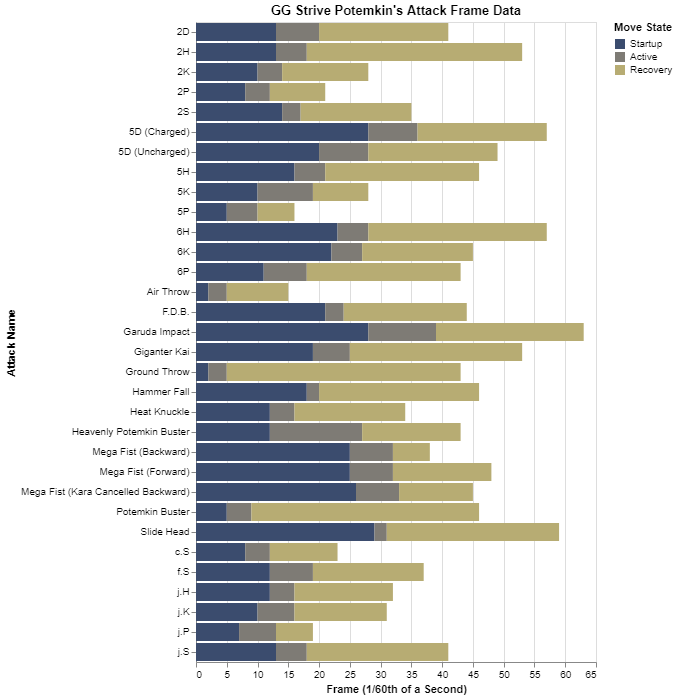 GG Strive Potemkin's Attack Frame Data
Move State
Startup
Active
Recovery
Attack Name
2D
2H
2K
2P
2S
5D (Charged)
5D (Uncharged)
5H
5K
5P
6H
6K
6P
Air Throw
F.D.B.
Garuda Impact
Giganter Kai
Ground Throw
Hammer Fall
Heat Knuckle
Heavenly Potemkin Buster
Mega Fist (Backward)
Mega Fist (Forward)
Mega Fist (Kara Cancelled Backward)
Potemkin Buster
Slide Head
c.S
f.S
j.H
j.K
j.P
j.S
0 5 10 15 20 25 30 35 40 45 50 55 60 65
Frame (1/60th of a Second)